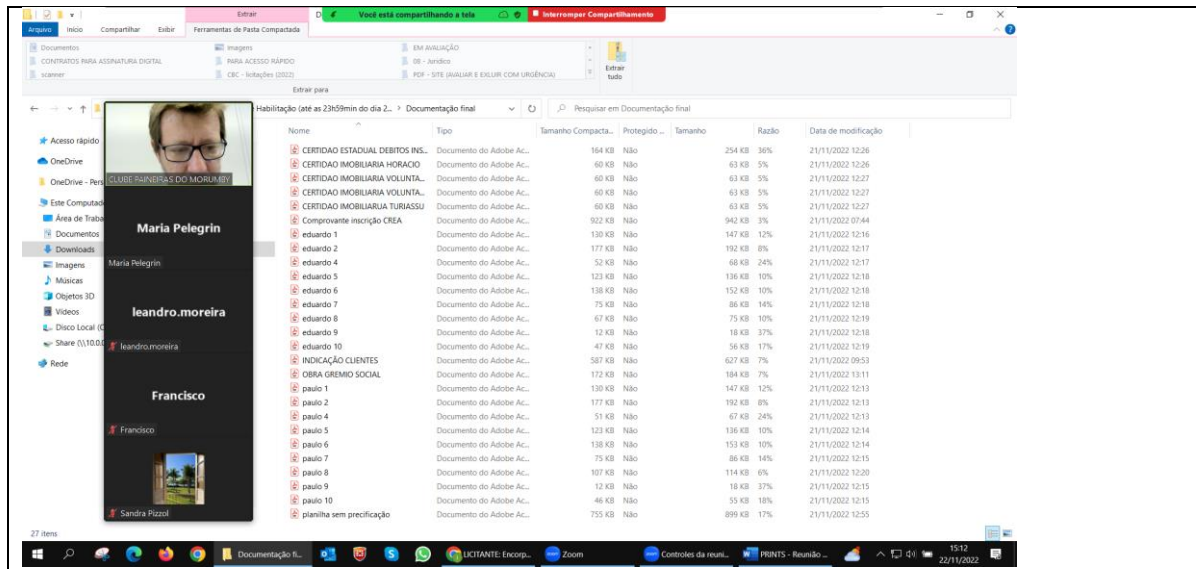 Extrair
Você está compartilhando a tela
Interromper Compartilhamento
Arquivo Início Compartilhar Exibir Ferramentas de Pasta Compactada
Documentos Imagens EM AVALIAÇÃO
CONTRATOS PARA ASSINATURA DIGITAL PARA ACESSO RÁPIDO 08 - Jurídico
scanner CBC - licitações (2022) PDF - SITE (AVALIAR E EXLUIR COM URGÊNCIA)
Extrair tudo
Extrair para
Habilitação (até as 23h59min do dia 2... > Documentação final
Pesquisar em Documentação final
Nome Tipo Tamanho Compacta... Protegido ... Tamanho Razão Data de modificação
CERTIDAO ESTADUAL DEBITOS INS... Documento do Adobe Ac... 164 KB Não 254 KB 36% 21/11/2022 12:26
CERTIDAO IMOBILIARIA HORACIO Documento do Adobe Ac... 60 KB Não 63 KB 5% 21/11/2022 12:26
CERTIDAO IMOBILIARIA VOLUNTA... Documento do Adobe Ac... 60 KB Não 63 KB 5% 21/11/2022 12:27
CERTIDAO IMOBILIARIA VOLUNTA... Documento do Adobe Ac... 60 KB Não 63 KB 5% 21/11/2022 12:27
CERTIDAO IMOBILIARUA TURIASSU Documento do Adobe Ac... 60 KB Não 63 KB 5% 21/11/2022 12:27
Comprovante inscrição CREA Documento do Adobe Ac... 922 KB Não 942 KB 3% 21/11/2022 07:44
eduardo 1 Documento do Adobe Ac... 130 KB Não 147 KB 12% 21/11/2022 12:16
eduardo 2 Documento do Adobe Ac... 177 KB Não 192 KB 8% 21/11/2022 12:17
eduardo 4 Documento do Adobe Ac... 52 KB Não 68 KB 24% 21/11/2022 12:17
eduardo 5 Documento do Adobe Ac... 123 KB Não 136 KB 10% 21/11/2022 12:18
eduardo 6 Documento do Adobe Ac... 138 KB Não 152 KB 10% 21/11/2022 12:18
eduardo 7 Documento do Adobe Ac... 75 KB Não 86 KB 14% 21/11/2022 12:18
eduardo 8 Documento do Adobe Ac... 67 KB Não 75 KB 10% 21/11/2022 12:19
eduardo 9 Documento do Adobe Ac... 12 KB Não 18 KB 37% 21/11/2022 12:18
eduardo 10 Documento do Adobe Ac... 47 KB Não 56 KB 17% 21/11/2022 12:19
INDICAÇÃO CLIENTES Documento do Adobe Ac... 587 KB Não 627 KB 7% 21/11/2022 09:53
OBRA GREMIO SOCIAL Documento do Adobe Ac... 172 KB Não 184 KB 7% 21/11/2022 13:11
paulo 1 Documento do Adobe Ac... 130 KB Não 147 KB 12% 21/11/2022 12:13
paulo 2 Documento do Adobe Ac... 177 KB Não 192 KB 8% 21/11/2022 12:13
paulo 4 Documento do Adobe Ac... 51 KB Não 67 KB 24% 21/11/2022 12:13
paulo 5 Documento do Adobe Ac... 123 KB Não 136 KB 10% 21/11/2022 12:14
paulo 6 Documento do Adobe Ac... 138 KB Não 153 KB 10% 21/11/2022 12:14
paulo 7 Documento do Adobe Ac... 75 KB Não 86 KB 14% 21/11/2022 12:15
paulo 8 Documento do Adobe Ac... 107 KB Não 114 KB 6% 21/11/2022 12:20
paulo 9 Documento do Adobe Ac... 12 KB Não 18 KB 37% 21/11/2022 12:15
paulo 10 Documento do Adobe Ac... 46 KB Não 55 KB 18% 21/11/2022 12:15
planilha sem precificação Documento do Adobe Ac... 755 KB Não 899 KB 17% 21/11/2022 12:55
Acesso rápido
OneDrive
OneDrive - Pers
Este Computad
Área de Traba
Documentos
Downloads
Imagens
Músicas
Objetos 3D
Vídeos
Disco Local (C
Share (\\10.0.0
Rede
CLUBE PAINEIRAS DO MORUMBY
Maria Pelegrin
Maria Pelegrin
leandro.moreira
leandro.moreira
Francisco
Francisco
Sandra Pizzol
27 itens
Documentação fi...
LICITANTE: Encorp...
Zoom
Controles da reuni...
PRINTS - Reunião ...
15:12
22/11/2022